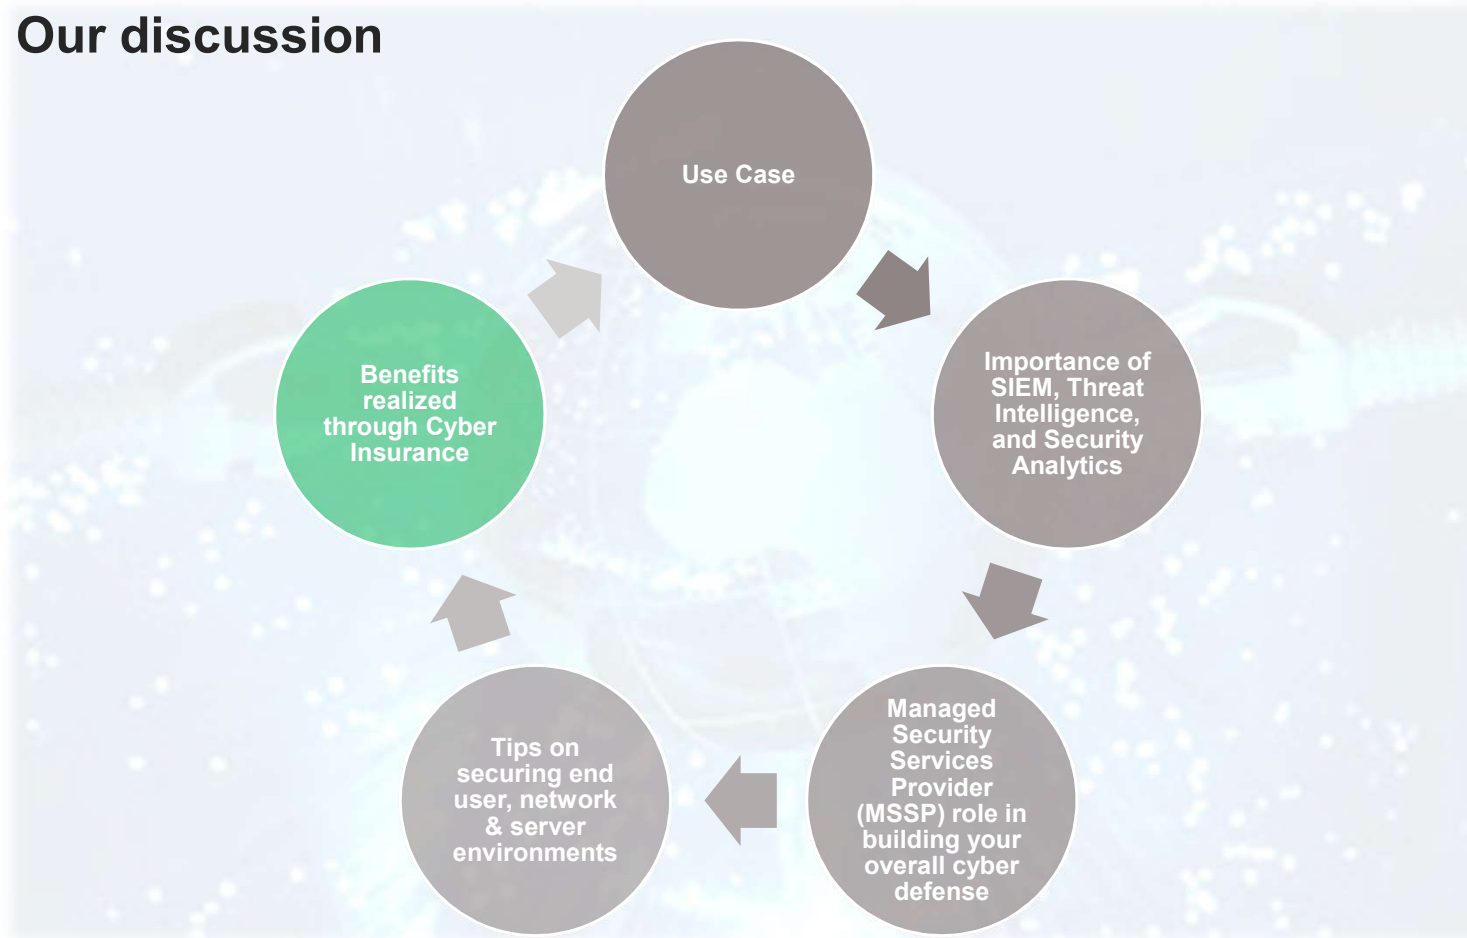 Our discussion
Use Case
Importance of
SIEM, Threat
Intelligence,
and Security
Analytics
Managed
Security
Services
Provider
(MSSP) role in
building your
overall cyber
defense
Tips on
securing end
user, network
& server
environments
Benefits
realized
through Cyber
Insurance